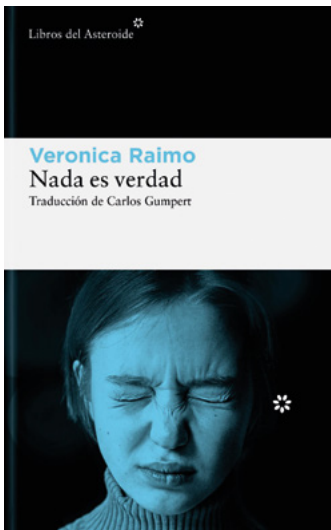 Libros del Asteroide
Veronica Raimo
Nada es verdad
Traducción de Carlos Gumpert